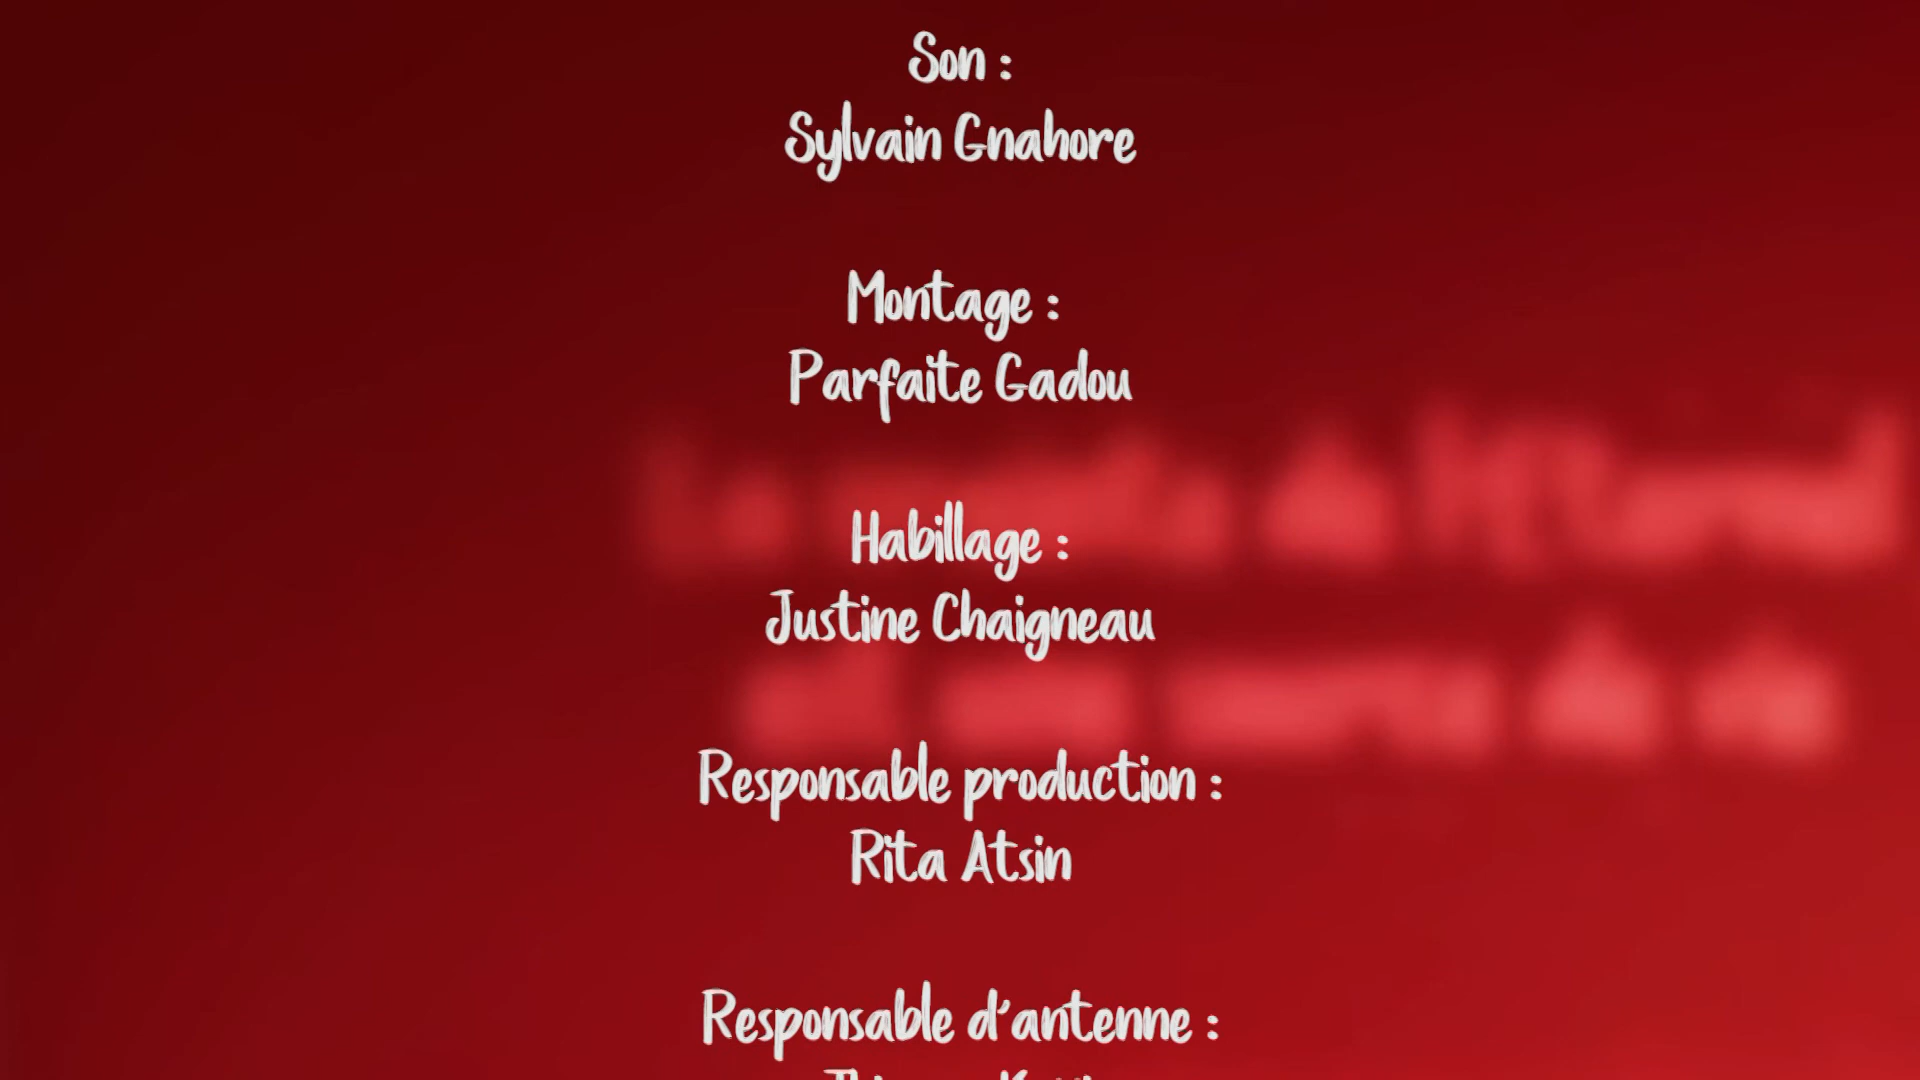 Son :
Sylvain Gnahore
Montage :
Parfaite Gadou
Habillage :
Justine Chaigneau
Responsable production :
Rita Atsin
Responsable d'antenne :